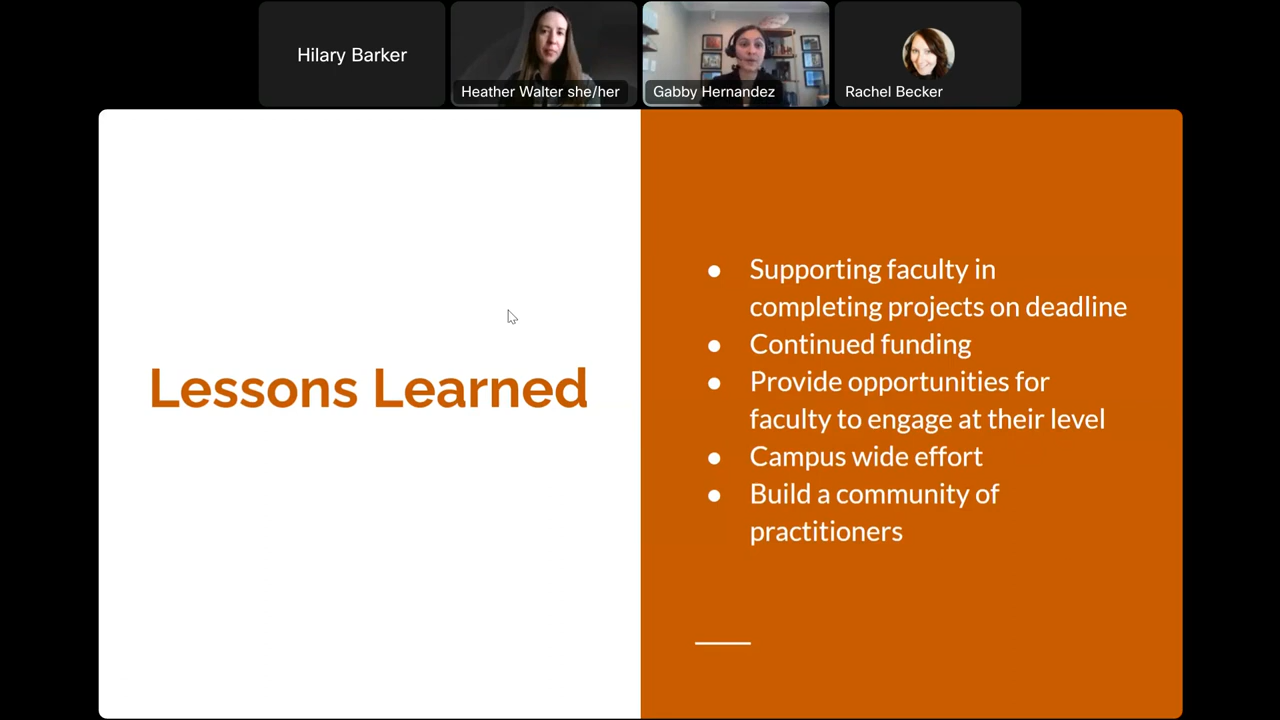 Hilary Barker
Heather Walter she/her
Gabby Hernandez
Rachel Becker
Lessons Learned
● Supporting faculty in
completing projects on deadline
● Continued funding
● Provide opportunities for
faculty to engage at their level
● Campus wide effort
● Build a community of
practitioners